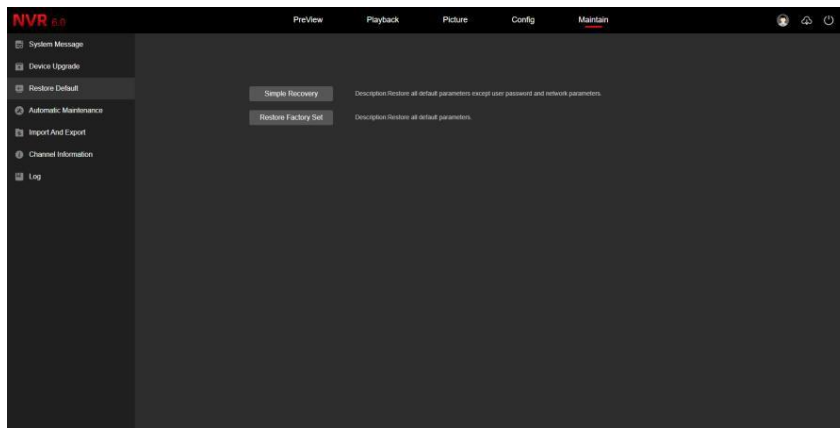 NVR 6.0
PreView Playback Picture Config Maintain
System Message
Device Upgrade
Restore Default
Automatic Maintenance
Import And Export
Channel Information
Log
Simple Recovery Description:Restore all default parameters except user password and network parameters.
Restore Factory Set Description:Restore all default parameters.